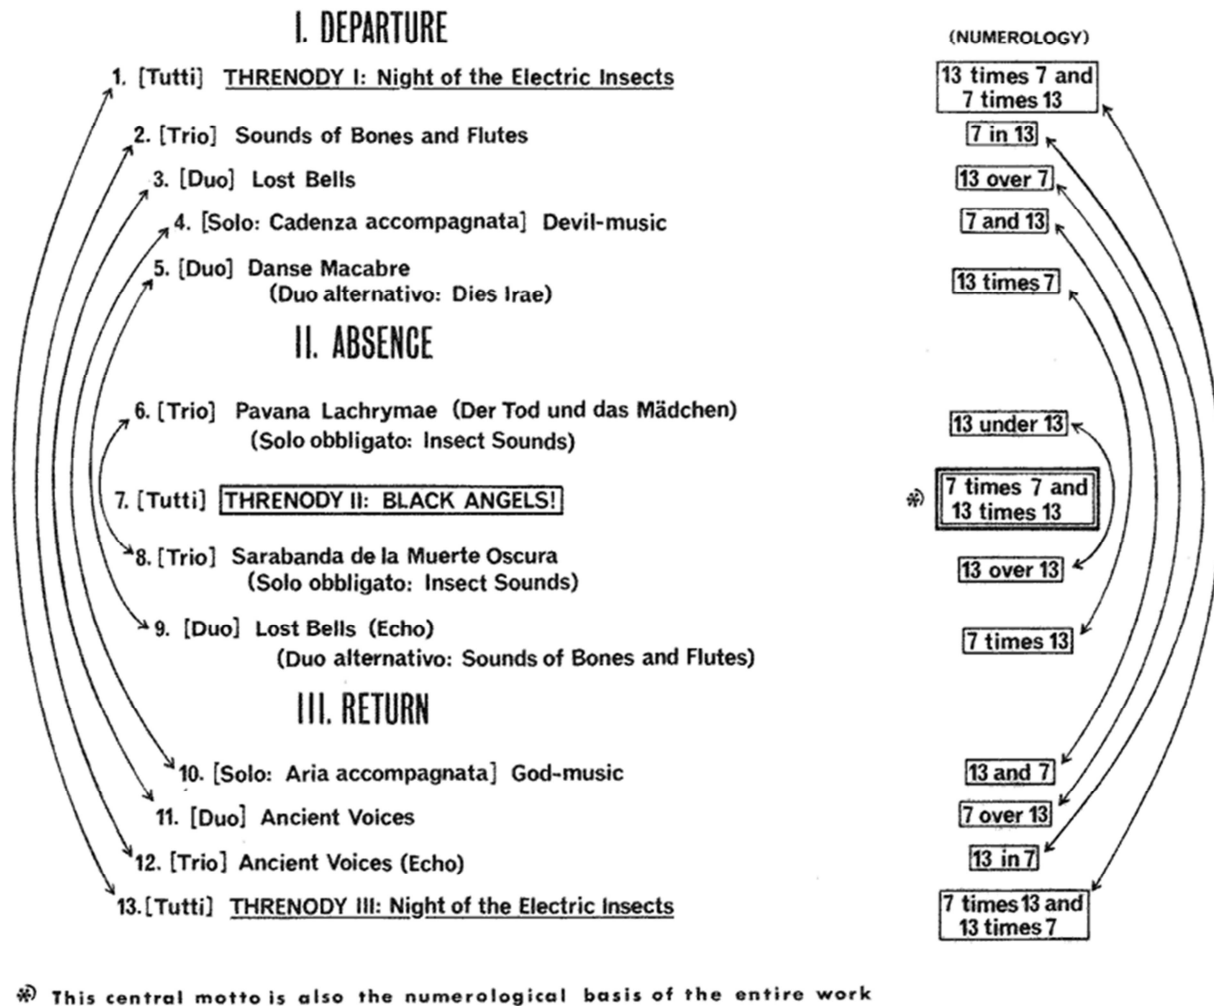 I. DEPARTURE
(NUMEROLOGY)
1. [Tutti] THRENODY I: Night of the Electric Insects
13 times 7 and
7 times 13
2. [Trio] Sounds of Bones and Flutes
7 in 13
3. [Duo] Lost Bells
13 over 7
4. [Solo: Cadenza accompagnata] Devil-music
7 and 13
5. [Duo] Danse Macabre
(Duo alternativo: Dies Irae)
13 times 7
II. ABSENCE
6. [Trio] Pavana Lachrymae (Der Tod und das Mädchen)
(Solo obbligato: Insect Sounds)
13 under 13
7. [Tutti] THRENODY II: BLACK ANGELS!
*) 7 times 7 and
13 times 13
8. [Trio] Sarabanda de la Muerte Oscura
(Solo obbligato: Insect Sounds)
13 over 13
9. [Duo] Lost Bells (Echo)
(Duo alternativo: Sounds of Bones and Flutes)
7 times 13
III. RETURN
10. [Solo: Aria accompagnata] God-music
13 and 7
11. [Duo] Ancient Voices
7 over 13
12. [Trio] Ancient Voices (Echo)
13 in 7
13. [Tutti] THRENODY III: Night of the Electric Insects
7 times 13 and
13 times 7
*) This central motto is also the numerological basis of the entire work